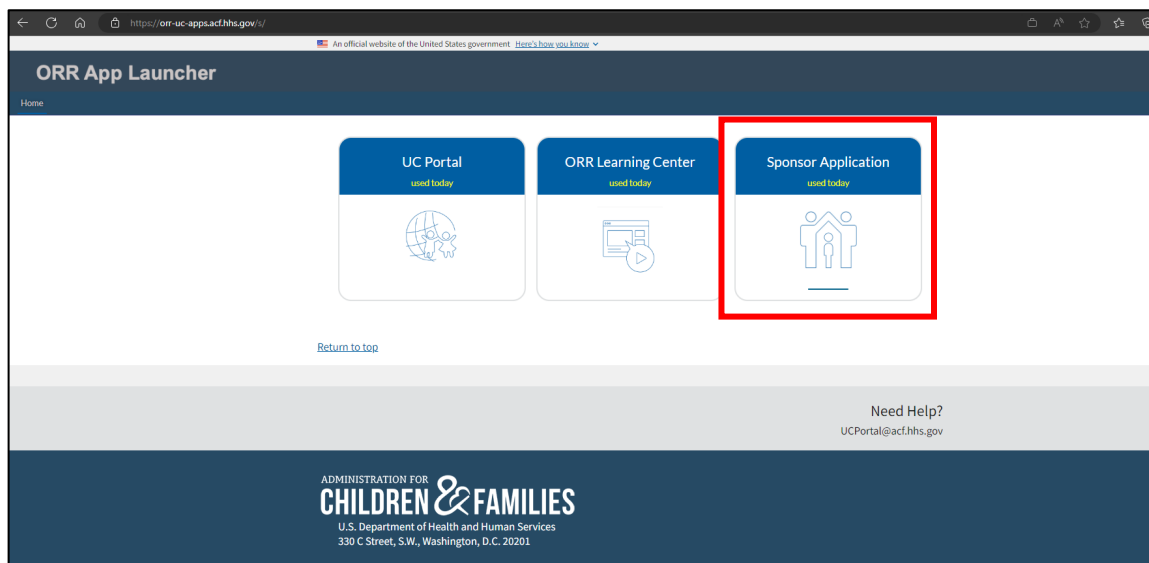 https://orr-uc-apps.acf.hhs.gov/s/
An official website of the United States government Here's how you know
ORR App Launcher
Home
UC Portal
used today
ORR Learning Center
used today
Sponsor Application
used today
Return to top
Need Help?
UCPortal@acf.hhs.gov
ADMINISTRATION FOR
CHILDREN & FAMILIES
U.S. Department of Health and Human Services
330 C Street, S.W., Washington, D.C. 20201